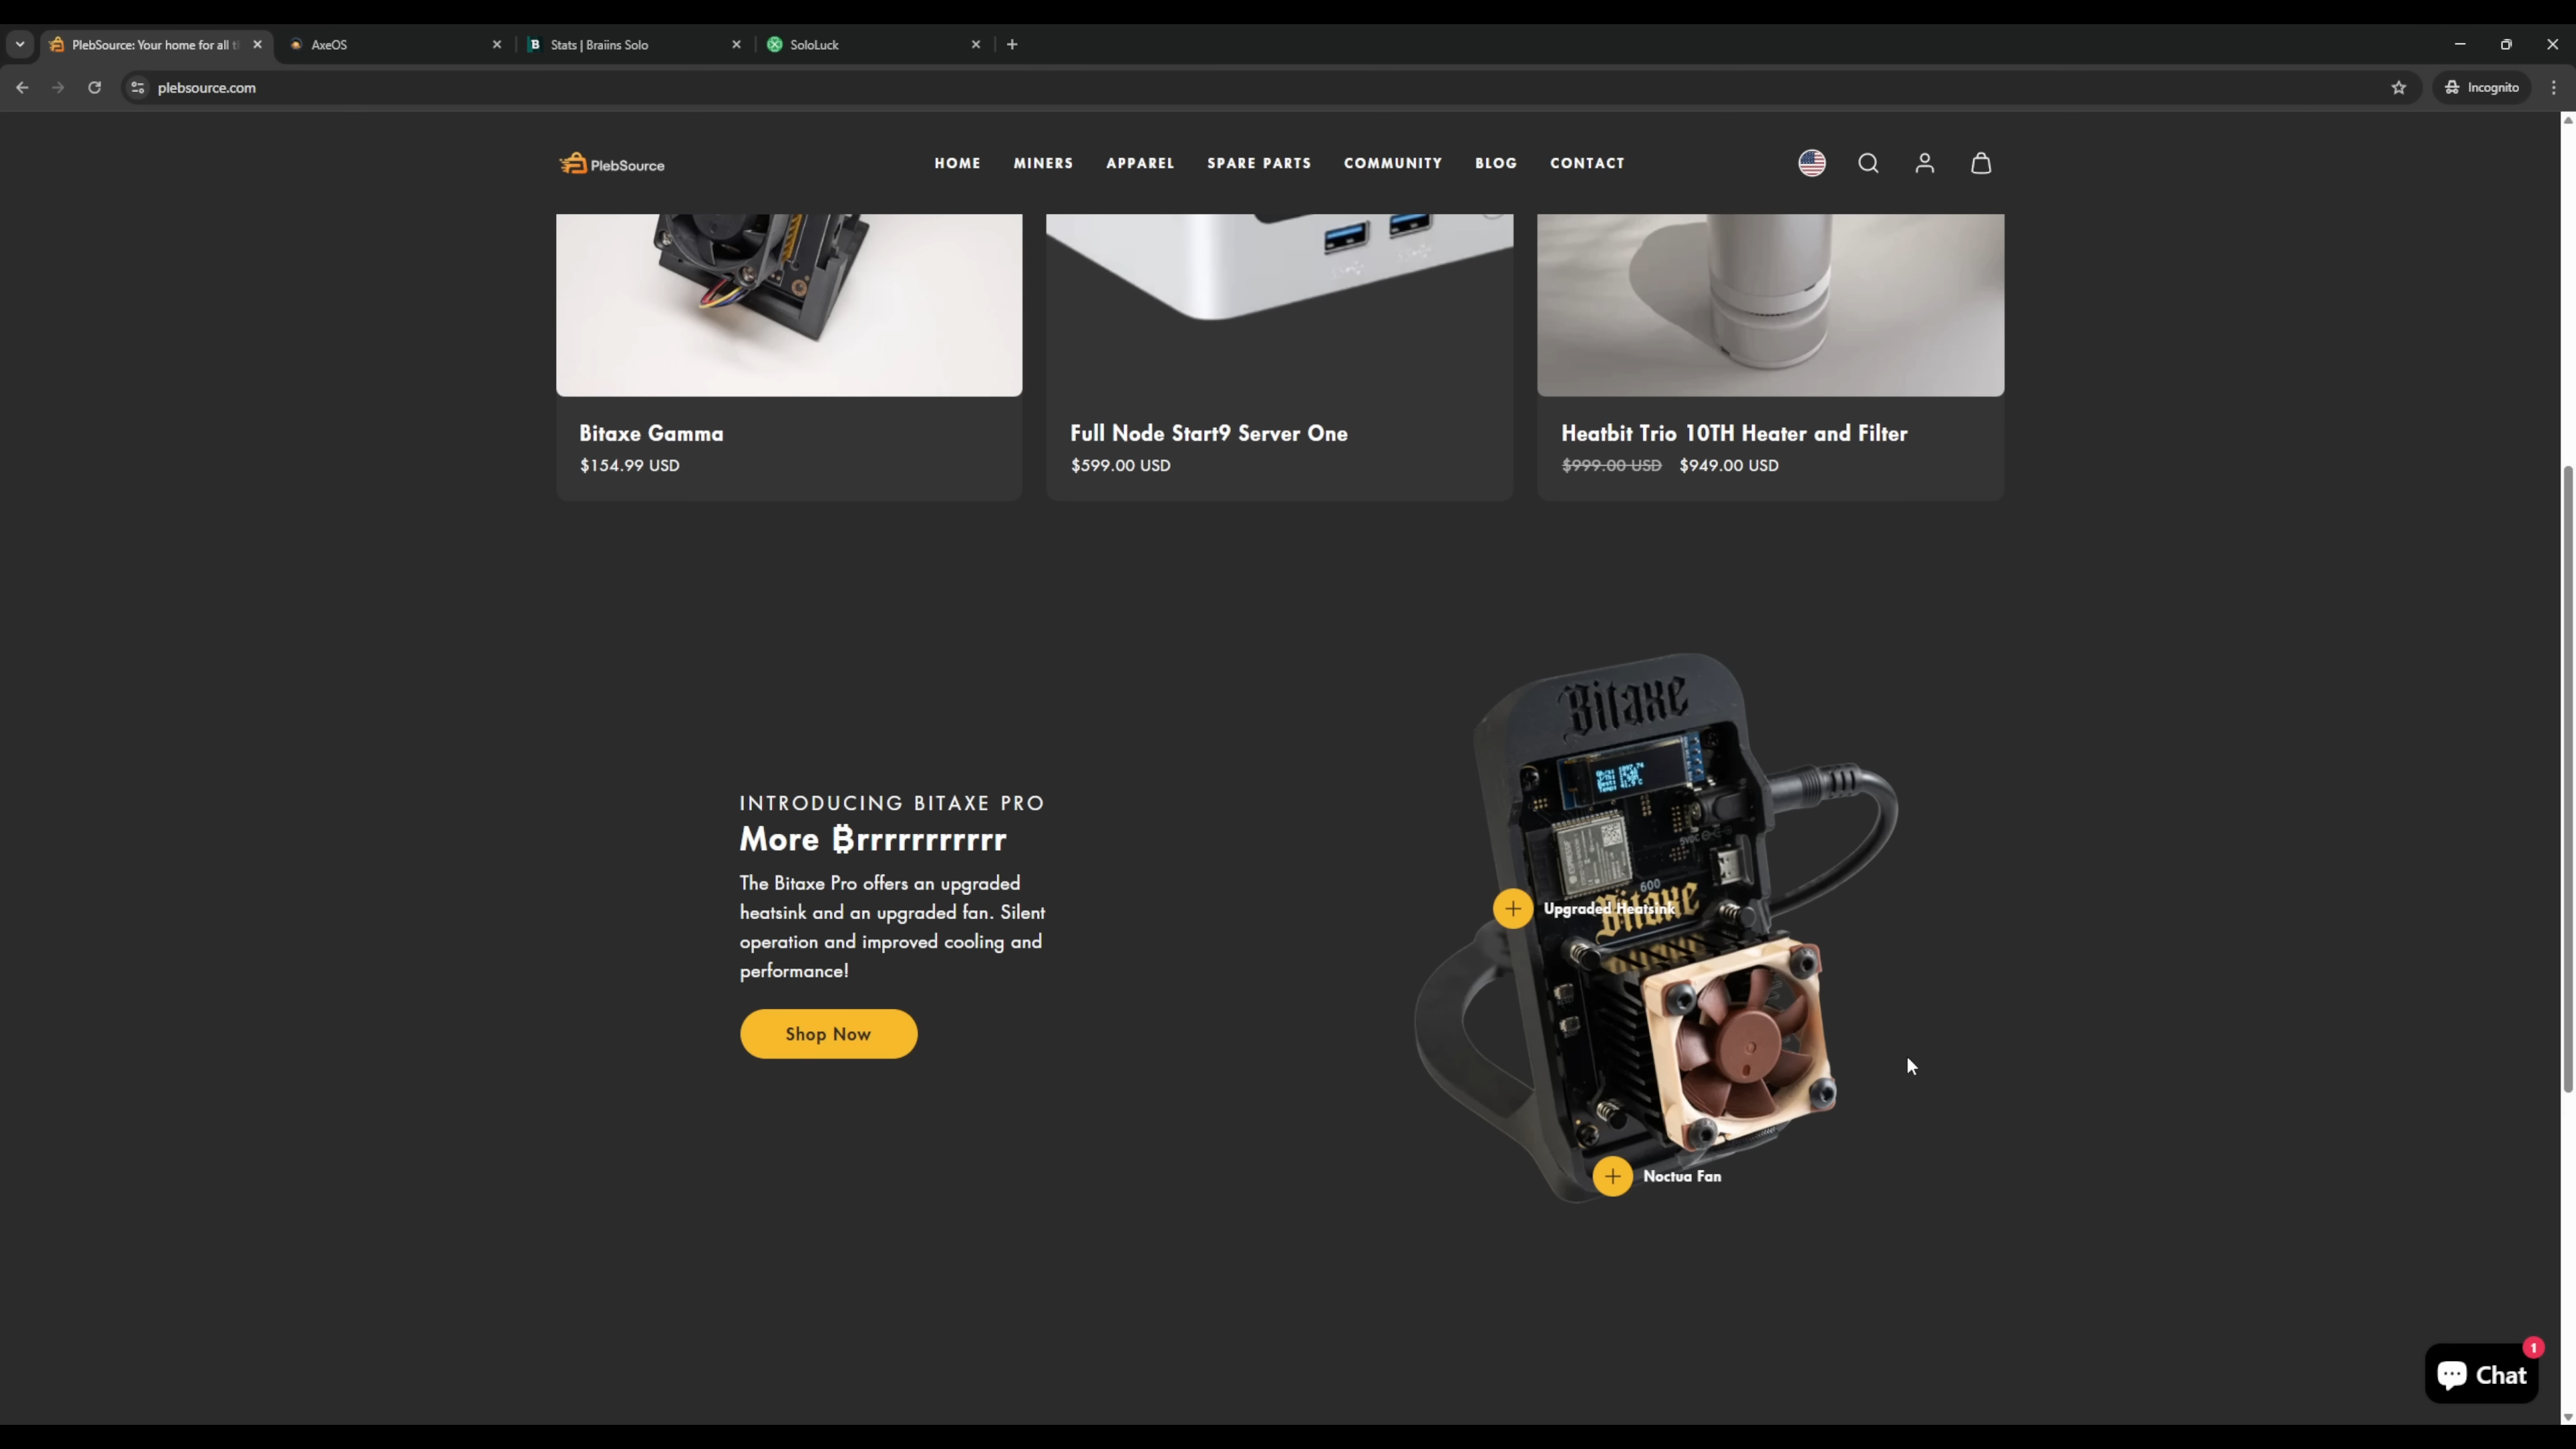 PlebSource: Your home for all t
AxeOS
Stats | Braiins Solo
SoloLuck
plebsource.com
Incognito
PlebSource
HOME
MINERS
APPAREL
SPARE PARTS
COMMUNITY
BLOG
CONTACT
Bitaxe Gamma
$154.99 USD
Full Node Start9 Server One
$599.00 USD
Heatbit Trio 10TH Heater and Filter
$999.00 USD $949.00 USD
INTRODUCING BITAXE PRO
More ₿rrrrrrrrrrr
The Bitaxe Pro offers an upgraded
heatsink and an upgraded fan. Silent
operation and improved cooling and
performance!
Shop Now
Bitaxe
600
Bitaxe
Upgraded Heatsink
Noctua Fan
1
Chat